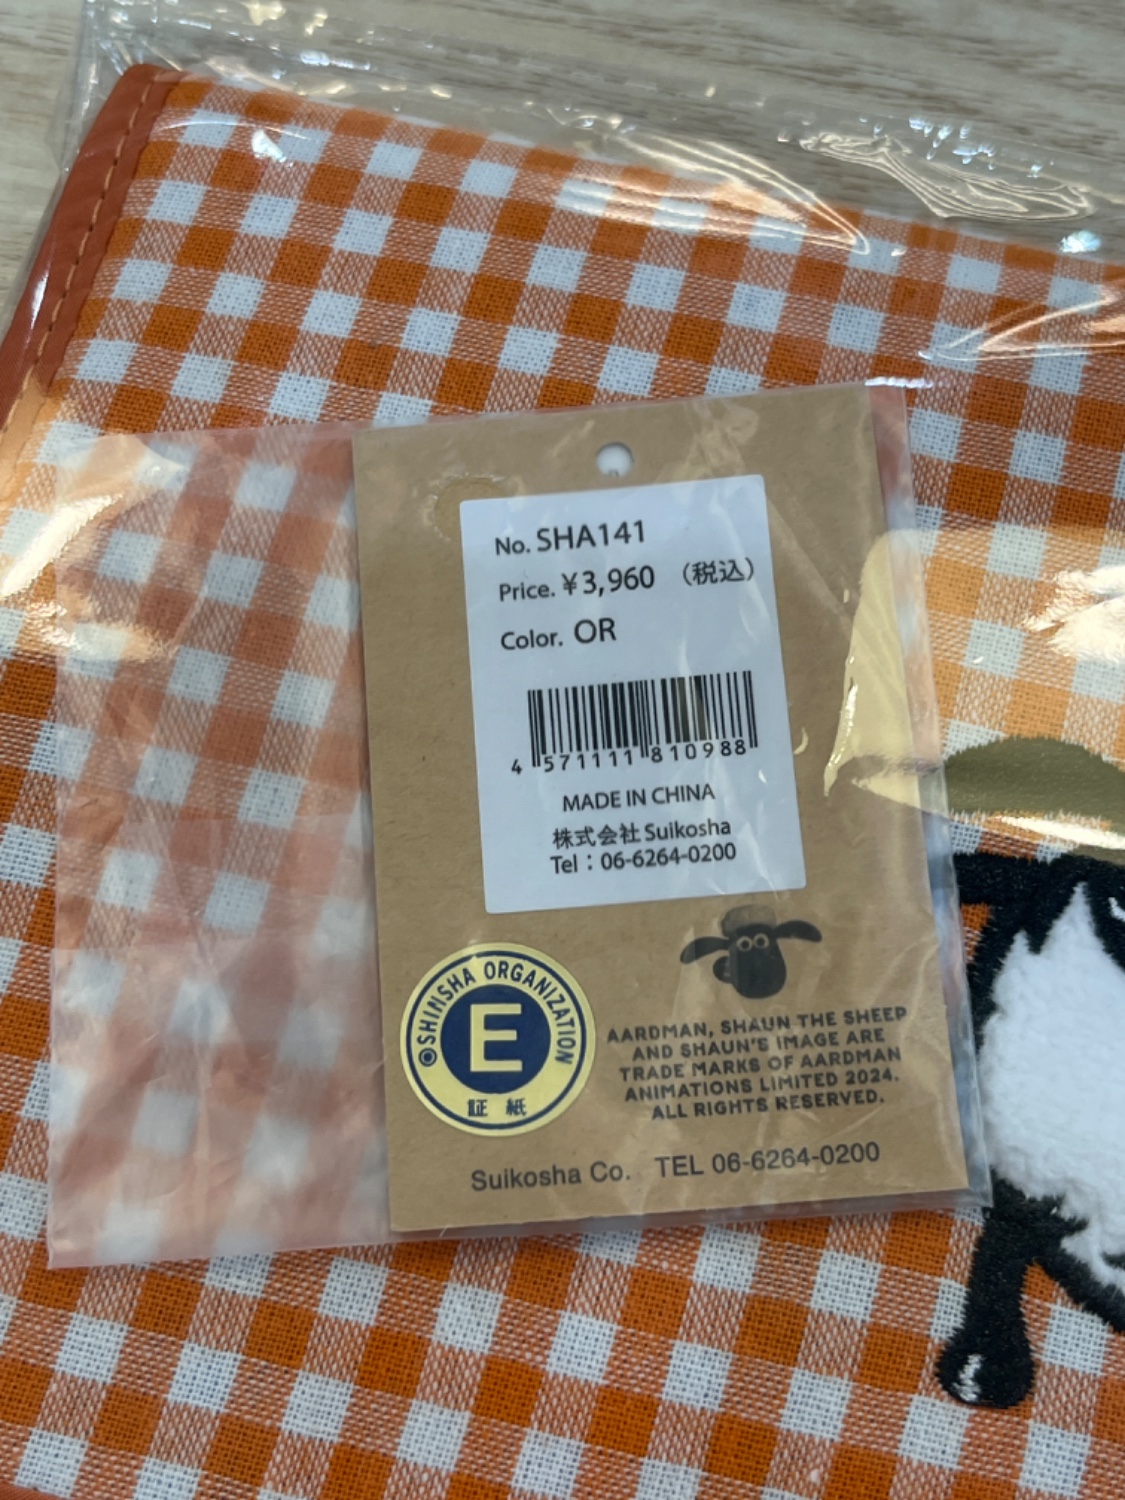 No. SHA141
Price. ¥3,960 (税込)
Color. OR
4 571111 810988
MADE IN CHINA
株式会社 Suikosha
Tel：06-6264-0200
SHINSHA ORGANIZATION
E
証紙
AARDMAN, SHAUN THE SHEEP
AND SHAUN'S IMAGE ARE
TRADE MARKS OF AARDMAN
ANIMATIONS LIMITED 2024.
ALL RIGHTS RESERVED.
Suikosha Co. TEL 06-6264-0200